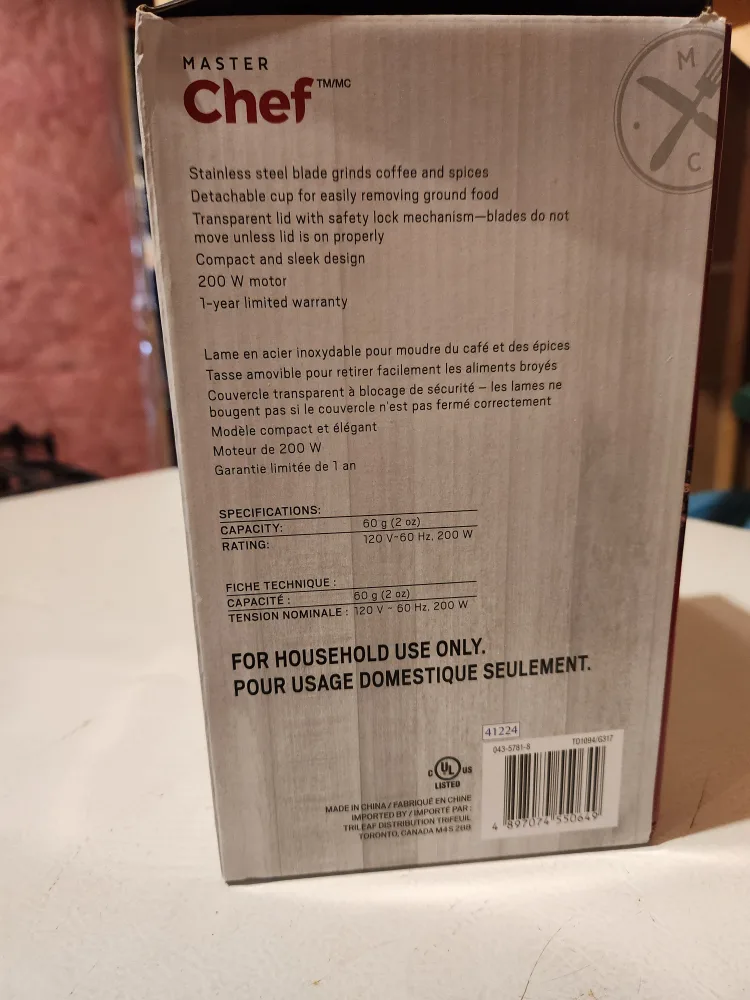 MASTER
Chef™/MC
M
C
Stainless steel blade grinds coffee and spices
Detachable cup for easily removing ground food
Transparent lid with safety lock mechanism—blades do not
move unless lid is on properly
Compact and sleek design
200 W motor
1-year limited warranty
Lame en acier inoxydable pour moudre du café et des épices
Tasse amovible pour retirer facilement les aliments broyés
Couvercle transparent à blocage de sécurité – les lames ne
bougent pas si le couvercle n'est pas fermé correctement
Modèle compact et élégant
Moteur de 200 W
Garantie limitée de 1 an
SPECIFICATIONS:
CAPACITY: 60 g (2 oz)
RATING: 120 V~60 Hz, 200 W
FICHE TECHNIQUE :
CAPACITÉ : 60 g (2 oz)
TENSION NOMINALE : 120 V ~ 60 Hz, 200 W
FOR HOUSEHOLD USE ONLY.
POUR USAGE DOMESTIQUE SEULEMENT.
41224
043-5781-8 TO1094/G317
C UL US
LISTED
MADE IN CHINA / FABRIQUÉ EN CHINE
IMPORTED BY / IMPORTÉ PAR :
TRILEAF DISTRIBUTION TRIFEUIL
TORONTO, CANADA M4S 2B8
4 897074 550649